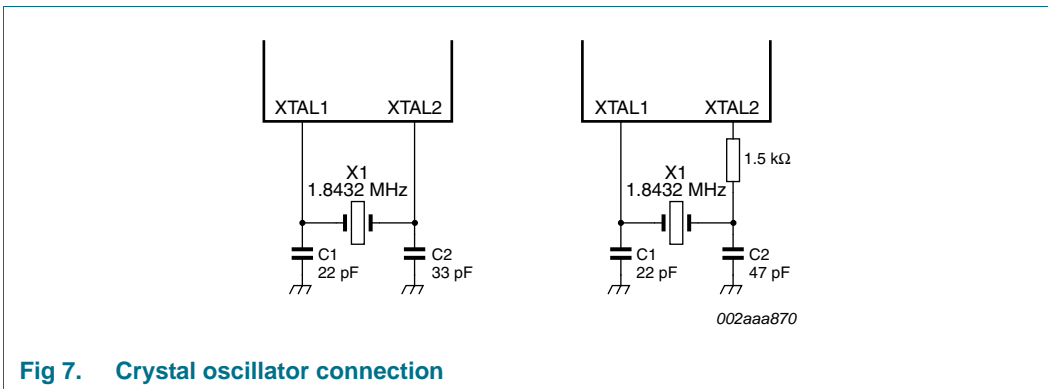 XTAL1 XTAL2
X1
1.8432 MHz
C1
22 pF
C2
33 pF
XTAL1 XTAL2
1.5 kΩ
X1
1.8432 MHz
C1
22 pF
C2
47 pF
002aaa870
Fig 7. Crystal oscillator connection